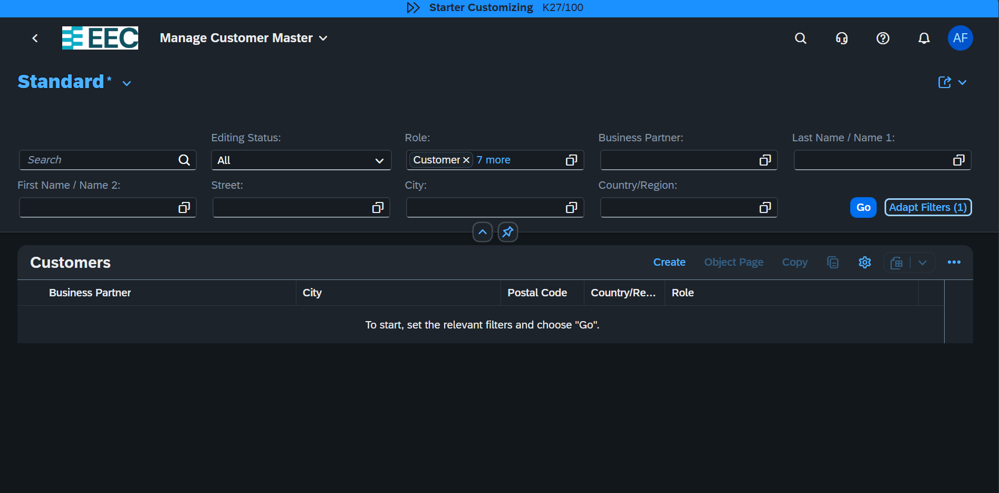 Starter Customizing K27/100
EEC Manage Customer Master AF
Standard *
Editing Status: Role: Business Partner: Last Name / Name 1:
Search All Customer 7 more
First Name / Name 2: Street: City: Country/Region:
Go Adapt Filters (1)
Customers Create Object Page Copy
Business Partner City Postal Code Country/Re... Role
To start, set the relevant filters and choose "Go".